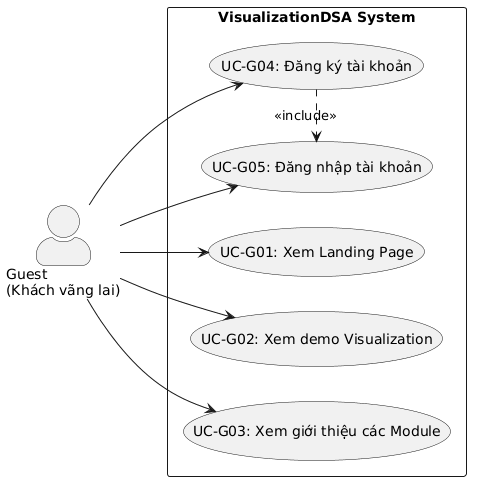 VisualizationDSA System
UC-G04: Đăng ký tài khoản
«include»
UC-G05: Đăng nhập tài khoản
UC-G01: Xem Landing Page
Guest
(Khách vãng lai)
UC-G02: Xem demo Visualization
UC-G03: Xem giới thiệu các Module